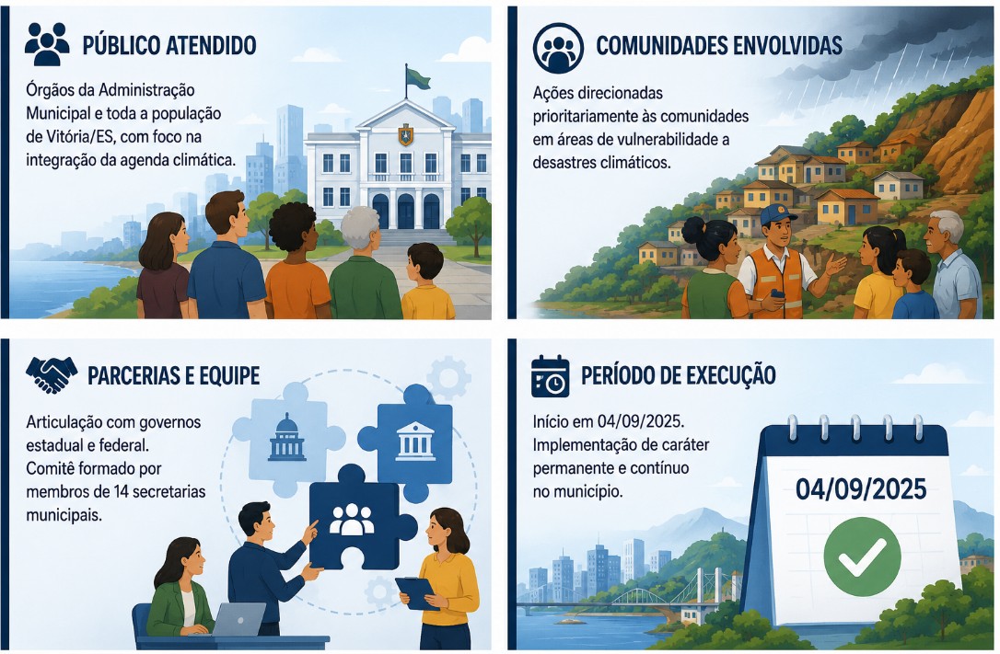 PÚBLICO ATENDIDO
Órgãos da Administração
Municipal e toda a população
de Vitória/ES, com foco na
integração da agenda climática.
COMUNIDADES ENVOLVIDAS
Ações direcionadas
prioritariamente às comunidades
em áreas de vulnerabilidade a
desastres climáticos.
PARCERIAS E EQUIPE
Articulação com governos
estadual e federal.
Comitê formado por
membros de 14 secretarias
municipais.
PERÍODO DE EXECUÇÃO
Início em 04/09/2025.
Implementação de caráter
permanente e contínuo
no município.
04/09/2025